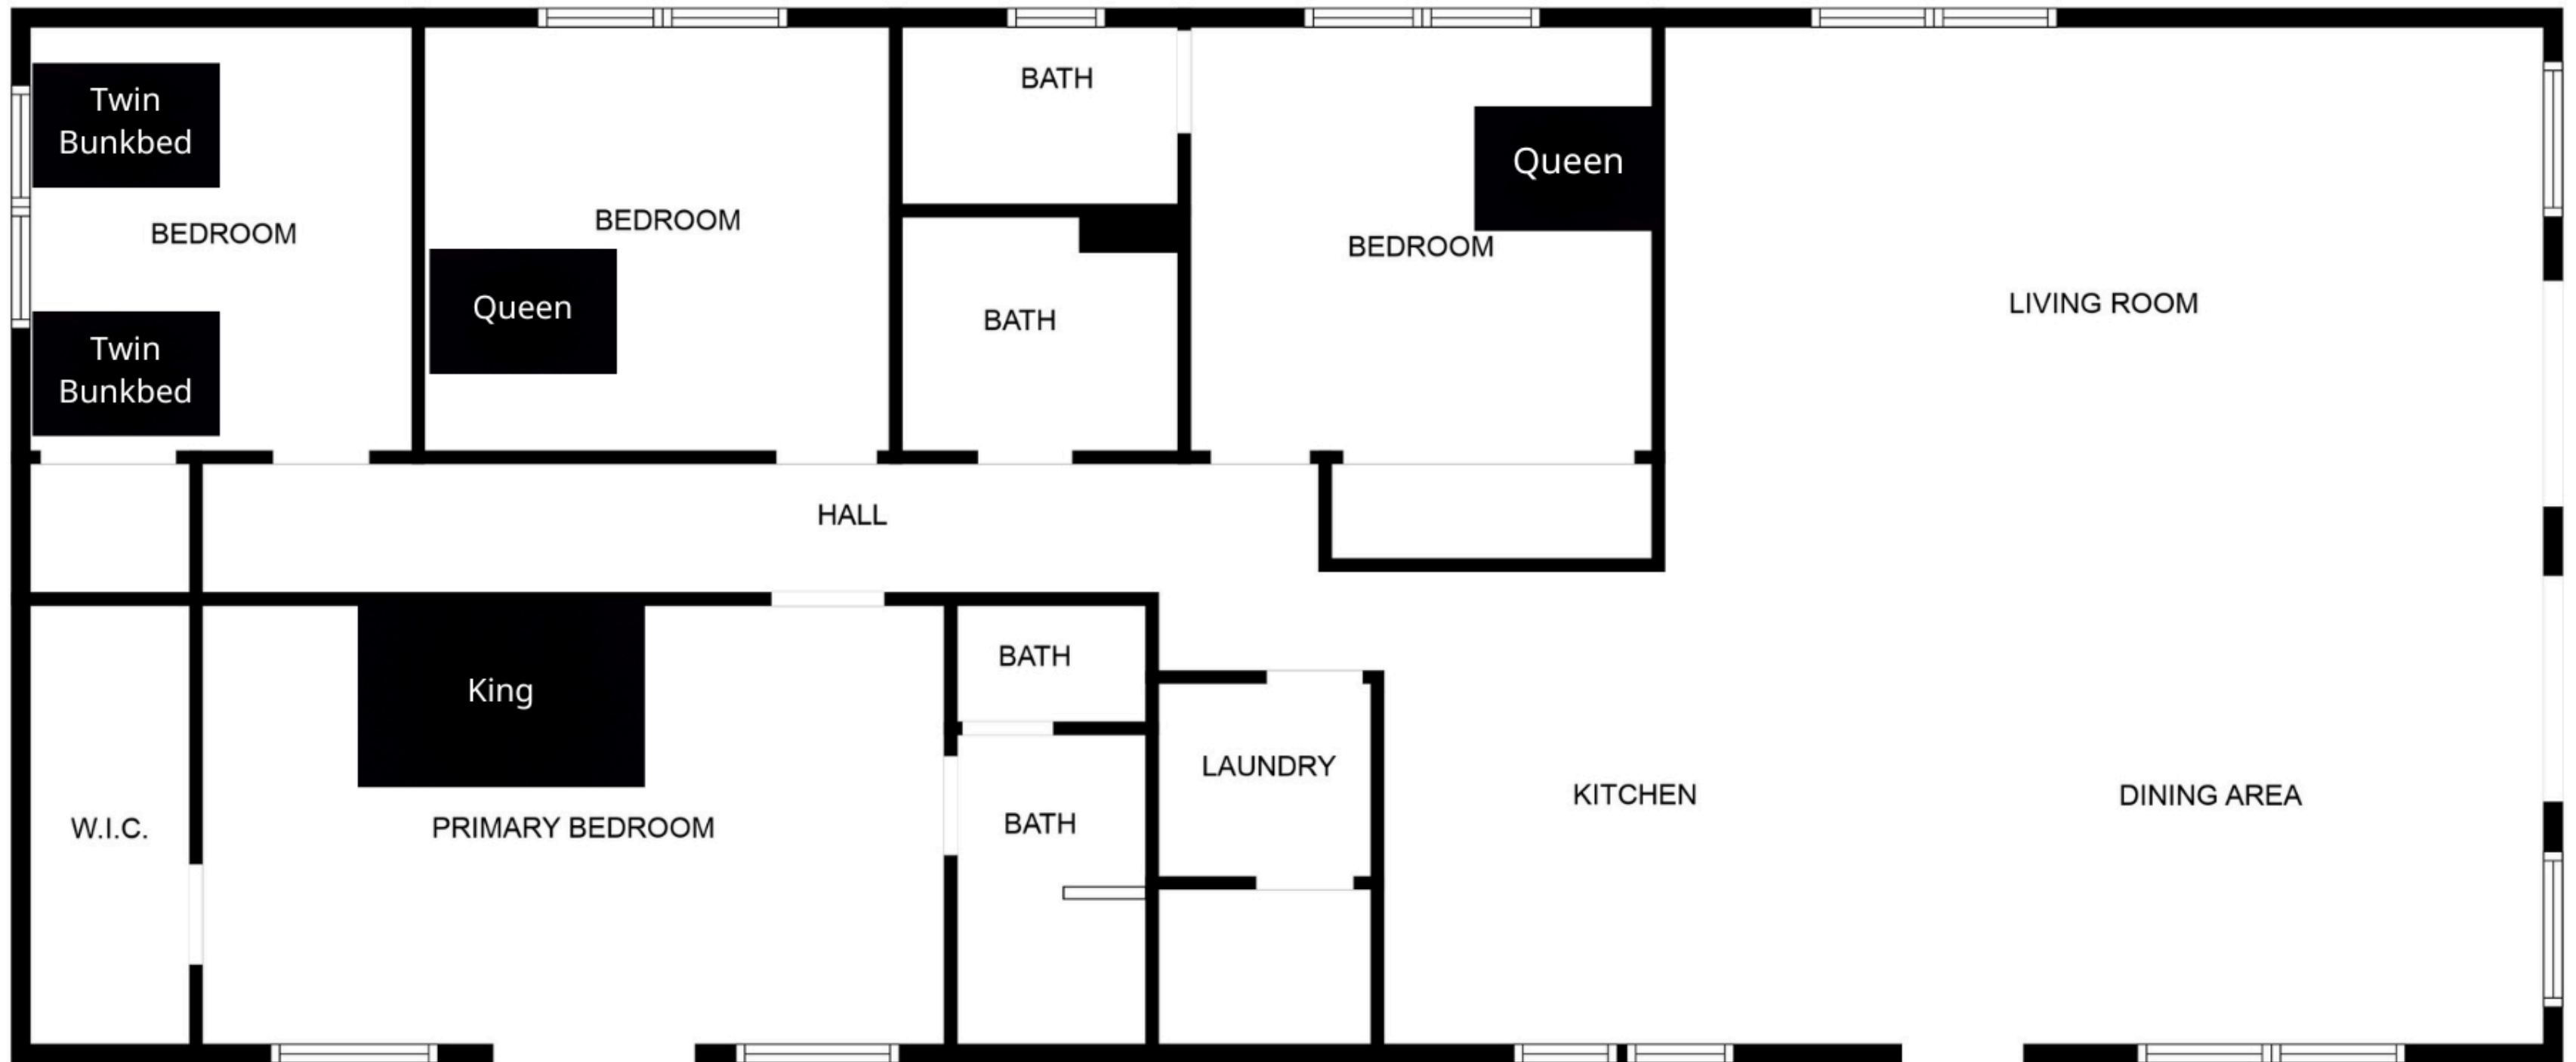 Twin
Bunkbed
BEDROOM
Twin
Bunkbed
BEDROOM
Queen
BATH
BATH
Queen
BEDROOM
LIVING ROOM
HALL
King
W.I.C.
PRIMARY BEDROOM
BATH
BATH
LAUNDRY
KITCHEN
DINING AREA